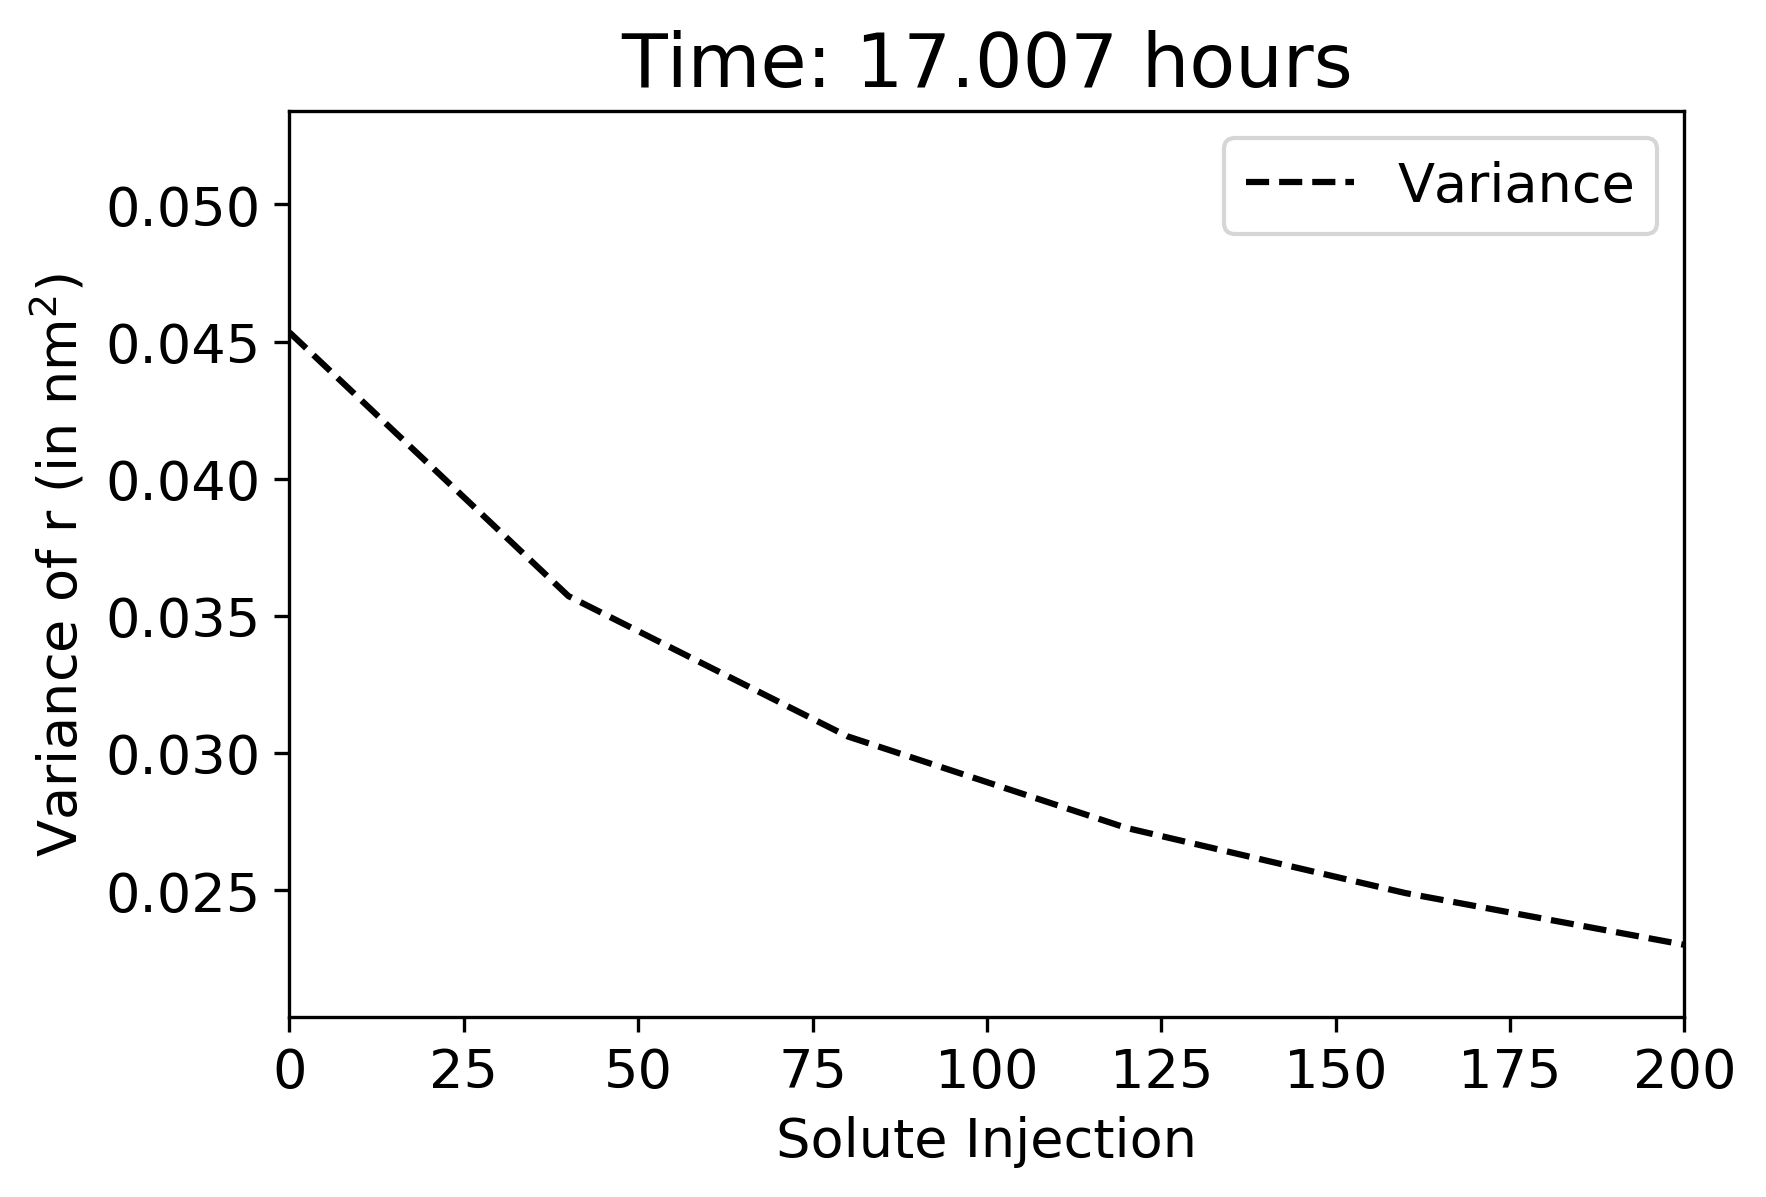 Time: 17.007 hours
Variance
0.050
0.045
0.040
0.035
0.030
0.025
Variance of r (in nm²)
0 25 50 75 100 125 150 175 200
Solute Injection